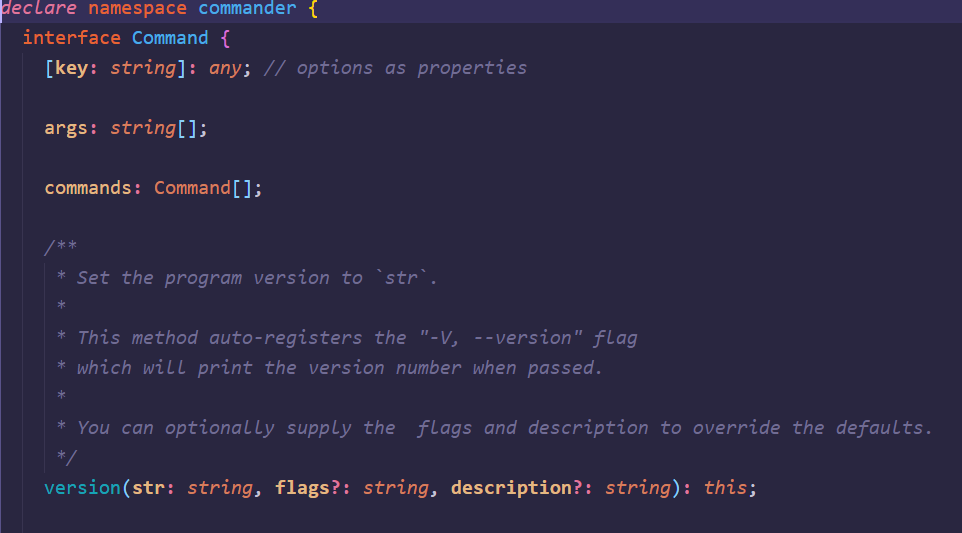 declare namespace commander {
interface Command {
[key: string]: any; // options as properties
args: string[];
commands: Command[];
/**
* Set the program version to `str`.
*
* This method auto-registers the "-V, --version" flag
* which will print the version number when passed.
*
* You can optionally supply the  flags and description to override the defaults.
*/
version(str: string, flags?: string, description?: string): this;